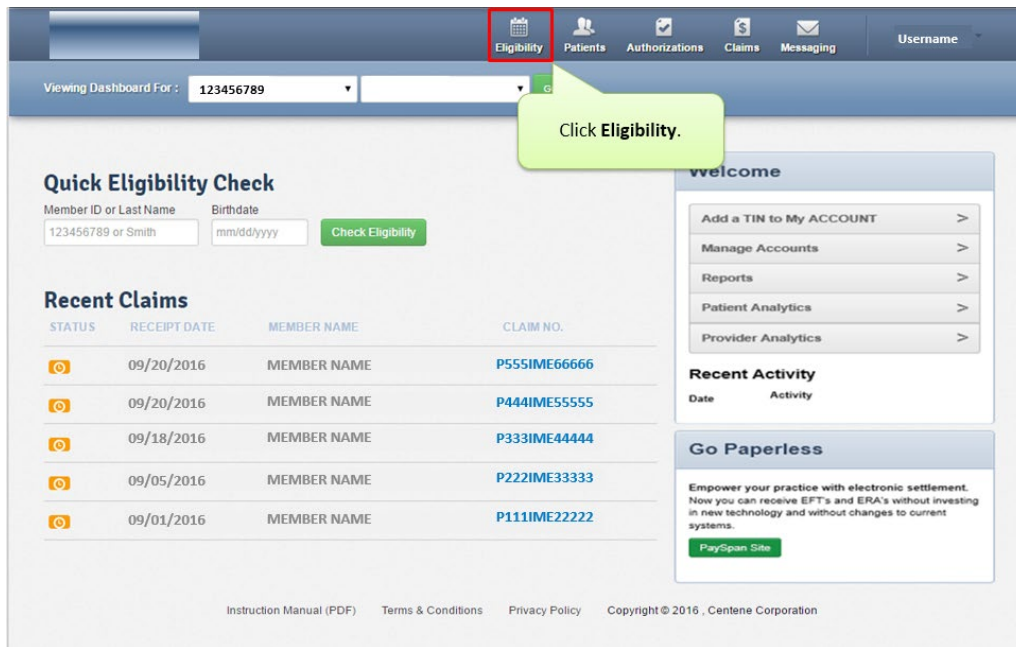 Eligibility Patients Authorizations Claims Messaging Username
Viewing Dashboard For : 123456789
Click Eligibility.
Quick Eligibility Check
Member ID or Last Name Birthdate
123456789 or Smith mm/dd/yyyy Check Eligibility
Recent Claims
STATUS RECEIPT DATE MEMBER NAME CLAIM NO.
09/20/2016 MEMBER NAME P555IME66666
09/20/2016 MEMBER NAME P444IME55555
09/18/2016 MEMBER NAME P333IME44444
09/05/2016 MEMBER NAME P222IME33333
09/01/2016 MEMBER NAME P111IME22222
Welcome
Add a TIN to My ACCOUNT >
Manage Accounts >
Reports >
Patient Analytics >
Provider Analytics >
Recent Activity
Date Activity
Go Paperless
Empower your practice with electronic settlement.
Now you can receive EFT's and ERA's without investing
in new technology and without changes to current
systems.
PaySpan Site
Instruction Manual (PDF) Terms & Conditions Privacy Policy Copyright © 2016 , Centene Corporation